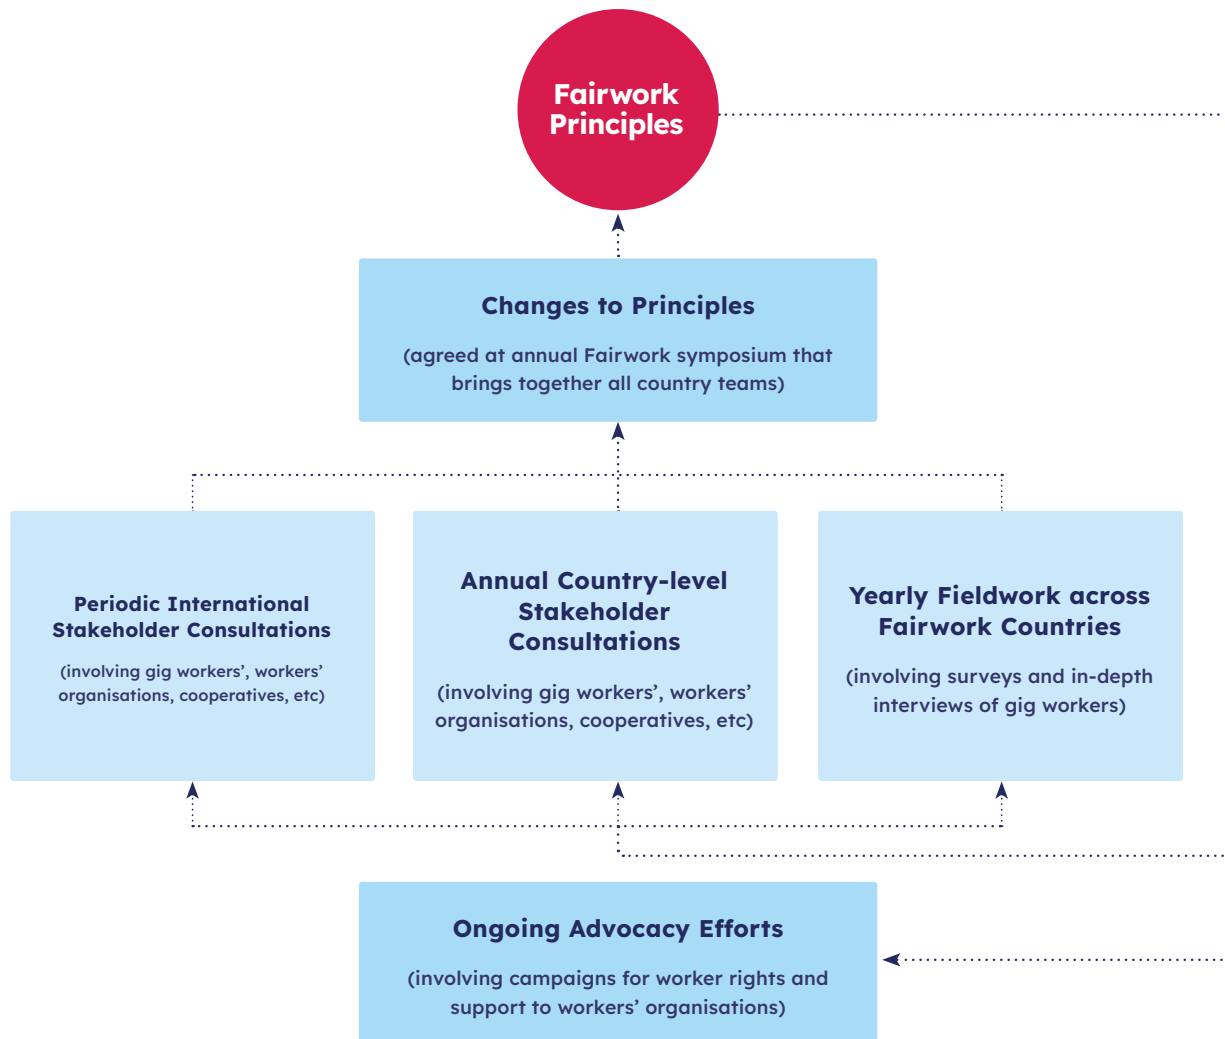 Fairwork
Principles
Changes to Principles
(agreed at annual Fairwork symposium that
brings together all country teams)
Periodic International
Stakeholder Consultations
(involving gig workers’, workers’
organisations, cooperatives, etc)
Annual Country-level
Stakeholder
Consultations
(involving gig workers’, workers’
organisations, cooperatives, etc)
Yearly Fieldwork across
Fairwork Countries
(involving surveys and in-depth
interviews of gig workers)
Ongoing Advocacy Efforts
(involving campaigns for worker rights and
support to workers’ organisations)